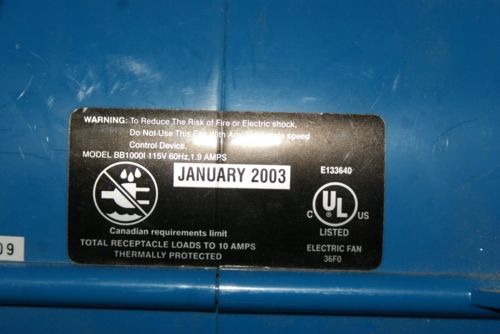 WARNING: To Reduce The Risk of Fire or Electric shock,
Do Not Use This Fan With Any speed
Control Device.
MODEL BB1000I 115V 60Hz,1.9 AMPS
JANUARY 2003
E133640
C UL US
LISTED
Canadian requirements limit
TOTAL RECEPTACLE LOADS TO 10 AMPS
THERMALLY PROTECTED
ELECTRIC FAN
36F0
09